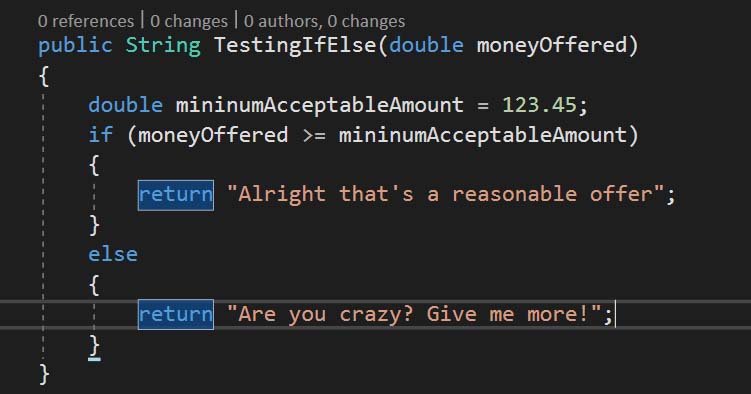 0 references | 0 changes | 0 authors, 0 changes
public String TestingIfElse(double moneyOffered)
{
double mininumAcceptableAmount = 123.45;
if (moneyOffered >= mininumAcceptableAmount)
{
return "Alright that's a reasonable offer";
}
else
{
return "Are you crazy? Give me more!";
}
}